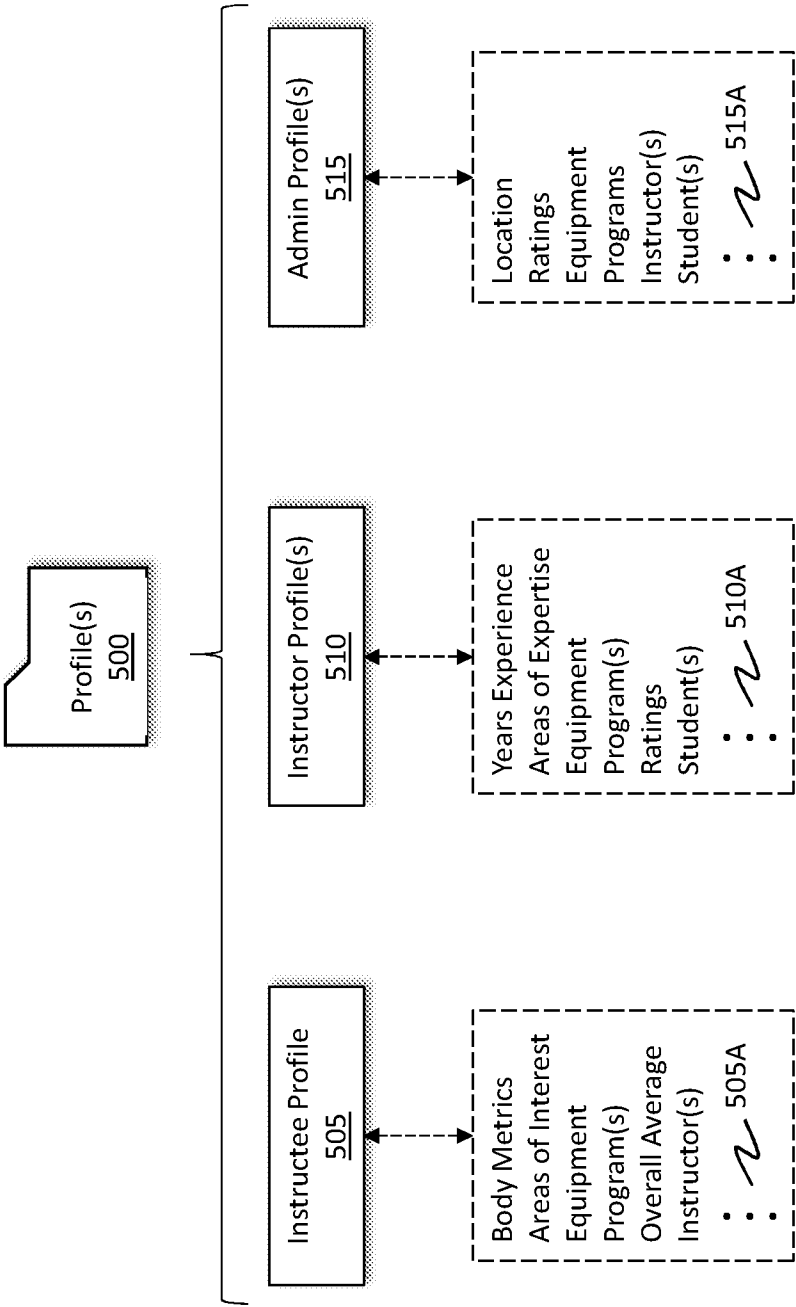 Profile(s)
500
Instructee Profile
505
Instructor Profile(s)
510
Admin Profile(s)
515
Body Metrics
Areas of Interest
Equipment
Program(s)
Overall Average
Instructor(s)
505A
Years Experience
Areas of Expertise
Equipment
Program(s)
Ratings
Student(s)
510A
Location
Ratings
Equipment
Programs
Instructor(s)
Student(s)
515A